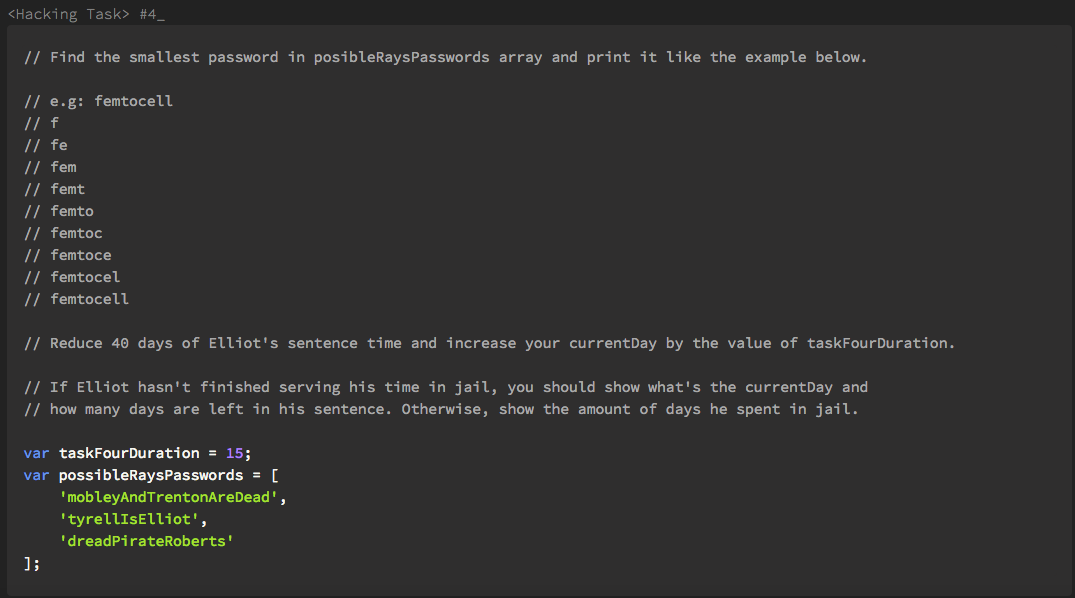 <Hacking Task> #4_
// Find the smallest password in posibleRaysPasswords array and print it like the example below.
// e.g: femtocell
// f
// fe
// fem
// femt
// femto
// femtoc
// femtoce
// femtocel
// femtocell
// Reduce 40 days of Elliot's sentence time and increase your currentDay by the value of taskFourDuration.
// If Elliot hasn't finished serving his time in jail, you should show what's the currentDay and
// how many days are left in his sentence. Otherwise, show the amount of days he spent in jail.
var taskFourDuration = 15;
var possibleRaysPasswords = [
    'mobleyAndTrentonAreDead',
    'tyrellIsElliot',
    'dreadPirateRoberts'
];